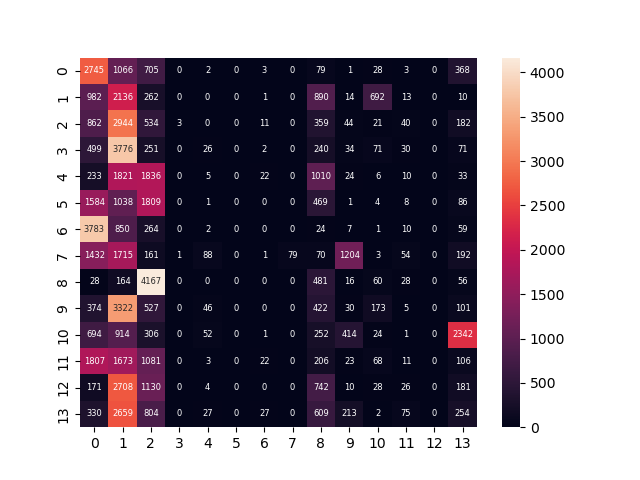 0 2745 1066 705 0 2 0 3 0 79 1 28 3 0 368
1 982 2136 262 0 0 0 1 0 890 14 692 13 0 10
2 862 2944 534 3 0 0 11 0 359 44 21 40 0 182
3 499 3776 251 0 26 0 2 0 240 34 71 30 0 71
4 233 1821 1836 0 5 0 22 0 1010 24 6 10 0 33
5 1584 1038 1809 0 1 0 0 0 469 1 4 8 0 86
6 3783 850 264 0 2 0 0 0 24 7 1 10 0 59
7 1432 1715 161 1 88 0 1 79 70 1204 3 54 0 192
8 28 164 4167 0 0 0 0 0 481 16 60 28 0 56
9 374 3322 527 0 46 0 0 0 422 30 173 5 0 101
10 694 914 306 0 52 0 1 0 252 414 24 1 0 2342
11 1807 1673 1081 0 3 0 22 0 206 23 68 11 0 106
12 171 2708 1130 0 4 0 0 0 742 10 28 26 0 181
13 330 2659 804 0 27 0 27 0 609 213 2 75 0 254
0 1 2 3 4 5 6 7 8 9 10 11 12 13
4000
3500
3000
2500
2000
1500
1000
500
0